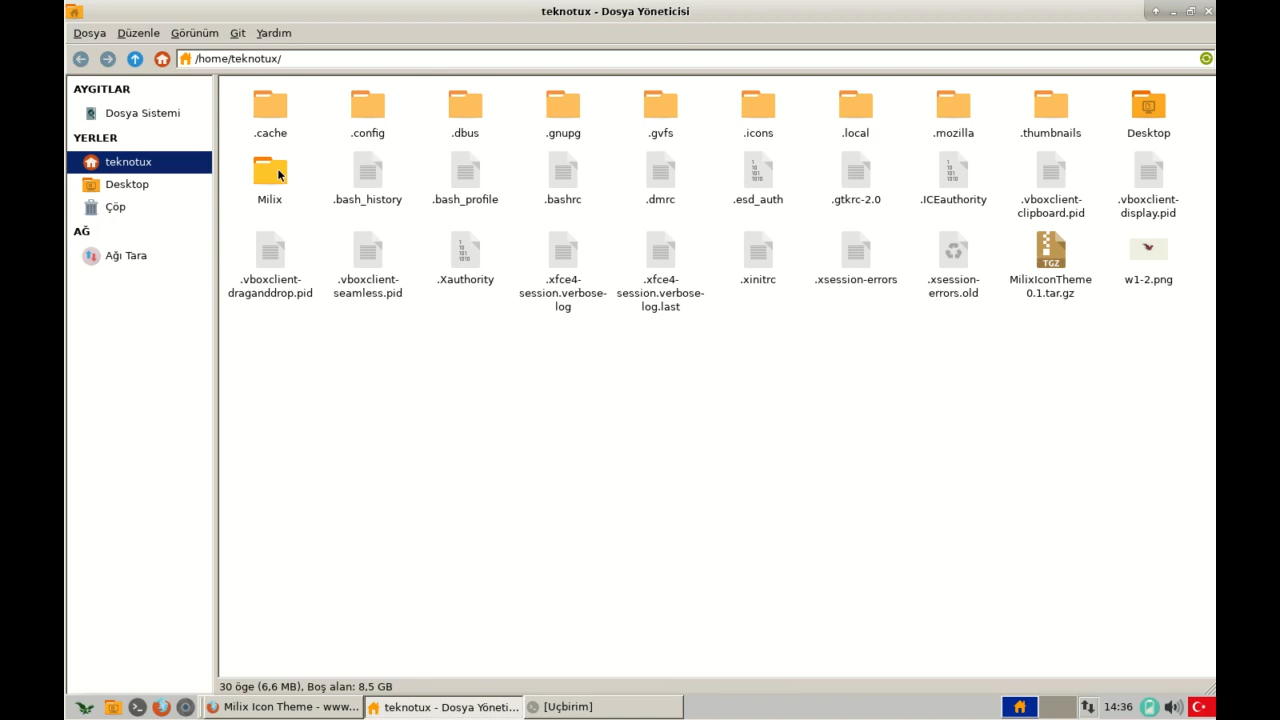 teknotux - Dosya Yöneticisi
Dosya Düzenle Görünüm Git Yardım
/home/teknotux/
AYGITLAR
Dosya Sistemi
YERLER
teknotux
Desktop
Çöp
AĞ
Ağı Tara
.cache .config .dbus .gnupg .gvfs .icons .local .mozilla .thumbnails Desktop
Milix .bash_history .bash_profile .bashrc .dmrc .esd_auth .gtkrc-2.0 .ICEauthority .vboxclient- .vboxclient-
clipboard.pid display.pid
TGZ
.vboxclient- .vboxclient- .Xauthority .xfce4- .xfce4- .xinitrc .xsession-errors .xsession- MilixIconTheme w1-2.png
draganddrop.pid seamless.pid session.verbose- session.verbose- errors.old 0.1.tar.gz
log log.last
30 öge (6,6 MB), Boş alan: 8,5 GB
Milix Icon Theme - www... teknotux - Dosya Yöneti... [Uçbirim] 14:36